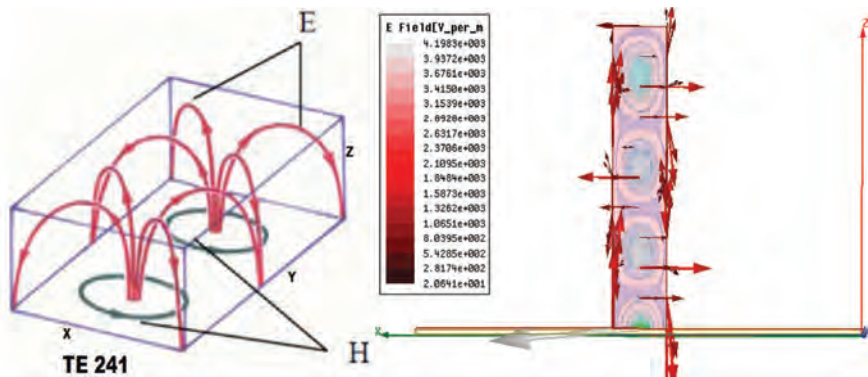 E
Z
Y
X
H
TE 241
E Field[V_per_m
4.1983e+003
3.9372e+003
3.6761e+003
3.4150e+003
3.1539e+003
2.8928e+003
2.6317e+003
2.3706e+003
2.1095e+003
1.8484e+003
1.5873e+003
1.3262e+003
1.0651e+003
8.0395e+002
5.4285e+002
2.8174e+002
2.0641e+001
Z
X